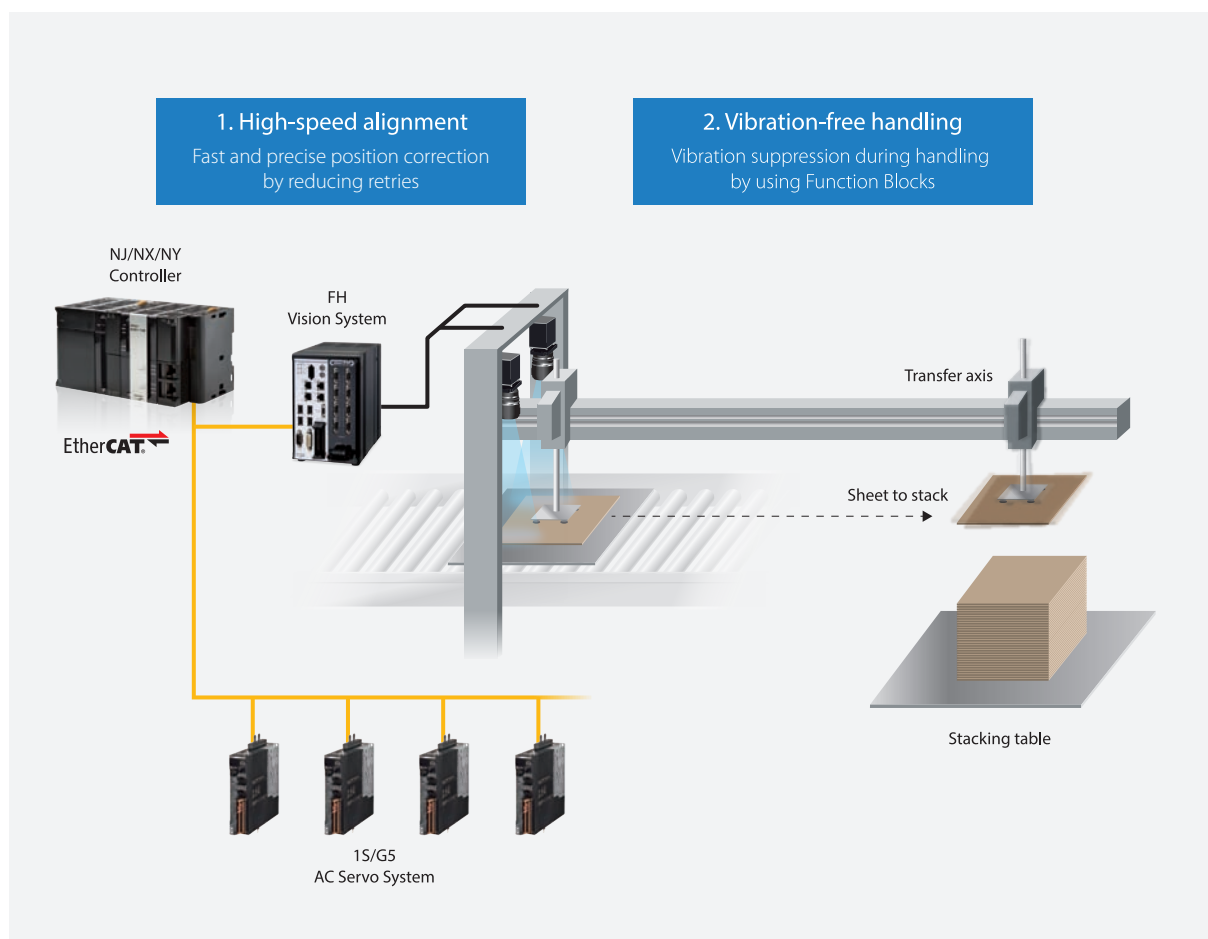 1. High-speed alignment
Fast and precise position correction
by reducing retries
2. Vibration-free handling
Vibration suppression during handling
by using Function Blocks
NJ/NX/NY
Controller
FH
Vision System
EtherCAT®
Transfer axis
Sheet to stack
Stacking table
1S/G5
AC Servo System